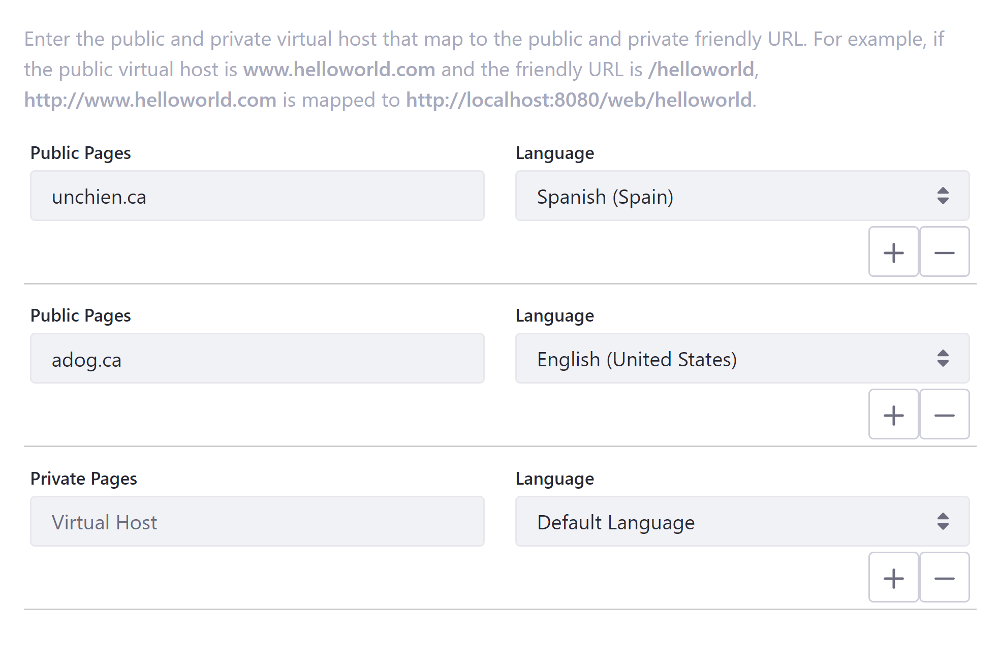 Enter the public and private virtual host that map to the public and private friendly URL. For example, if
the public virtual host is www.helloworld.com and the friendly URL is /helloworld,
http://www.helloworld.com is mapped to http://localhost:8080/web/helloworld.
Public Pages
Language
unchien.ca
Spanish (Spain)
Public Pages
Language
adog.ca
English (United States)
Private Pages
Language
Virtual Host
Default Language